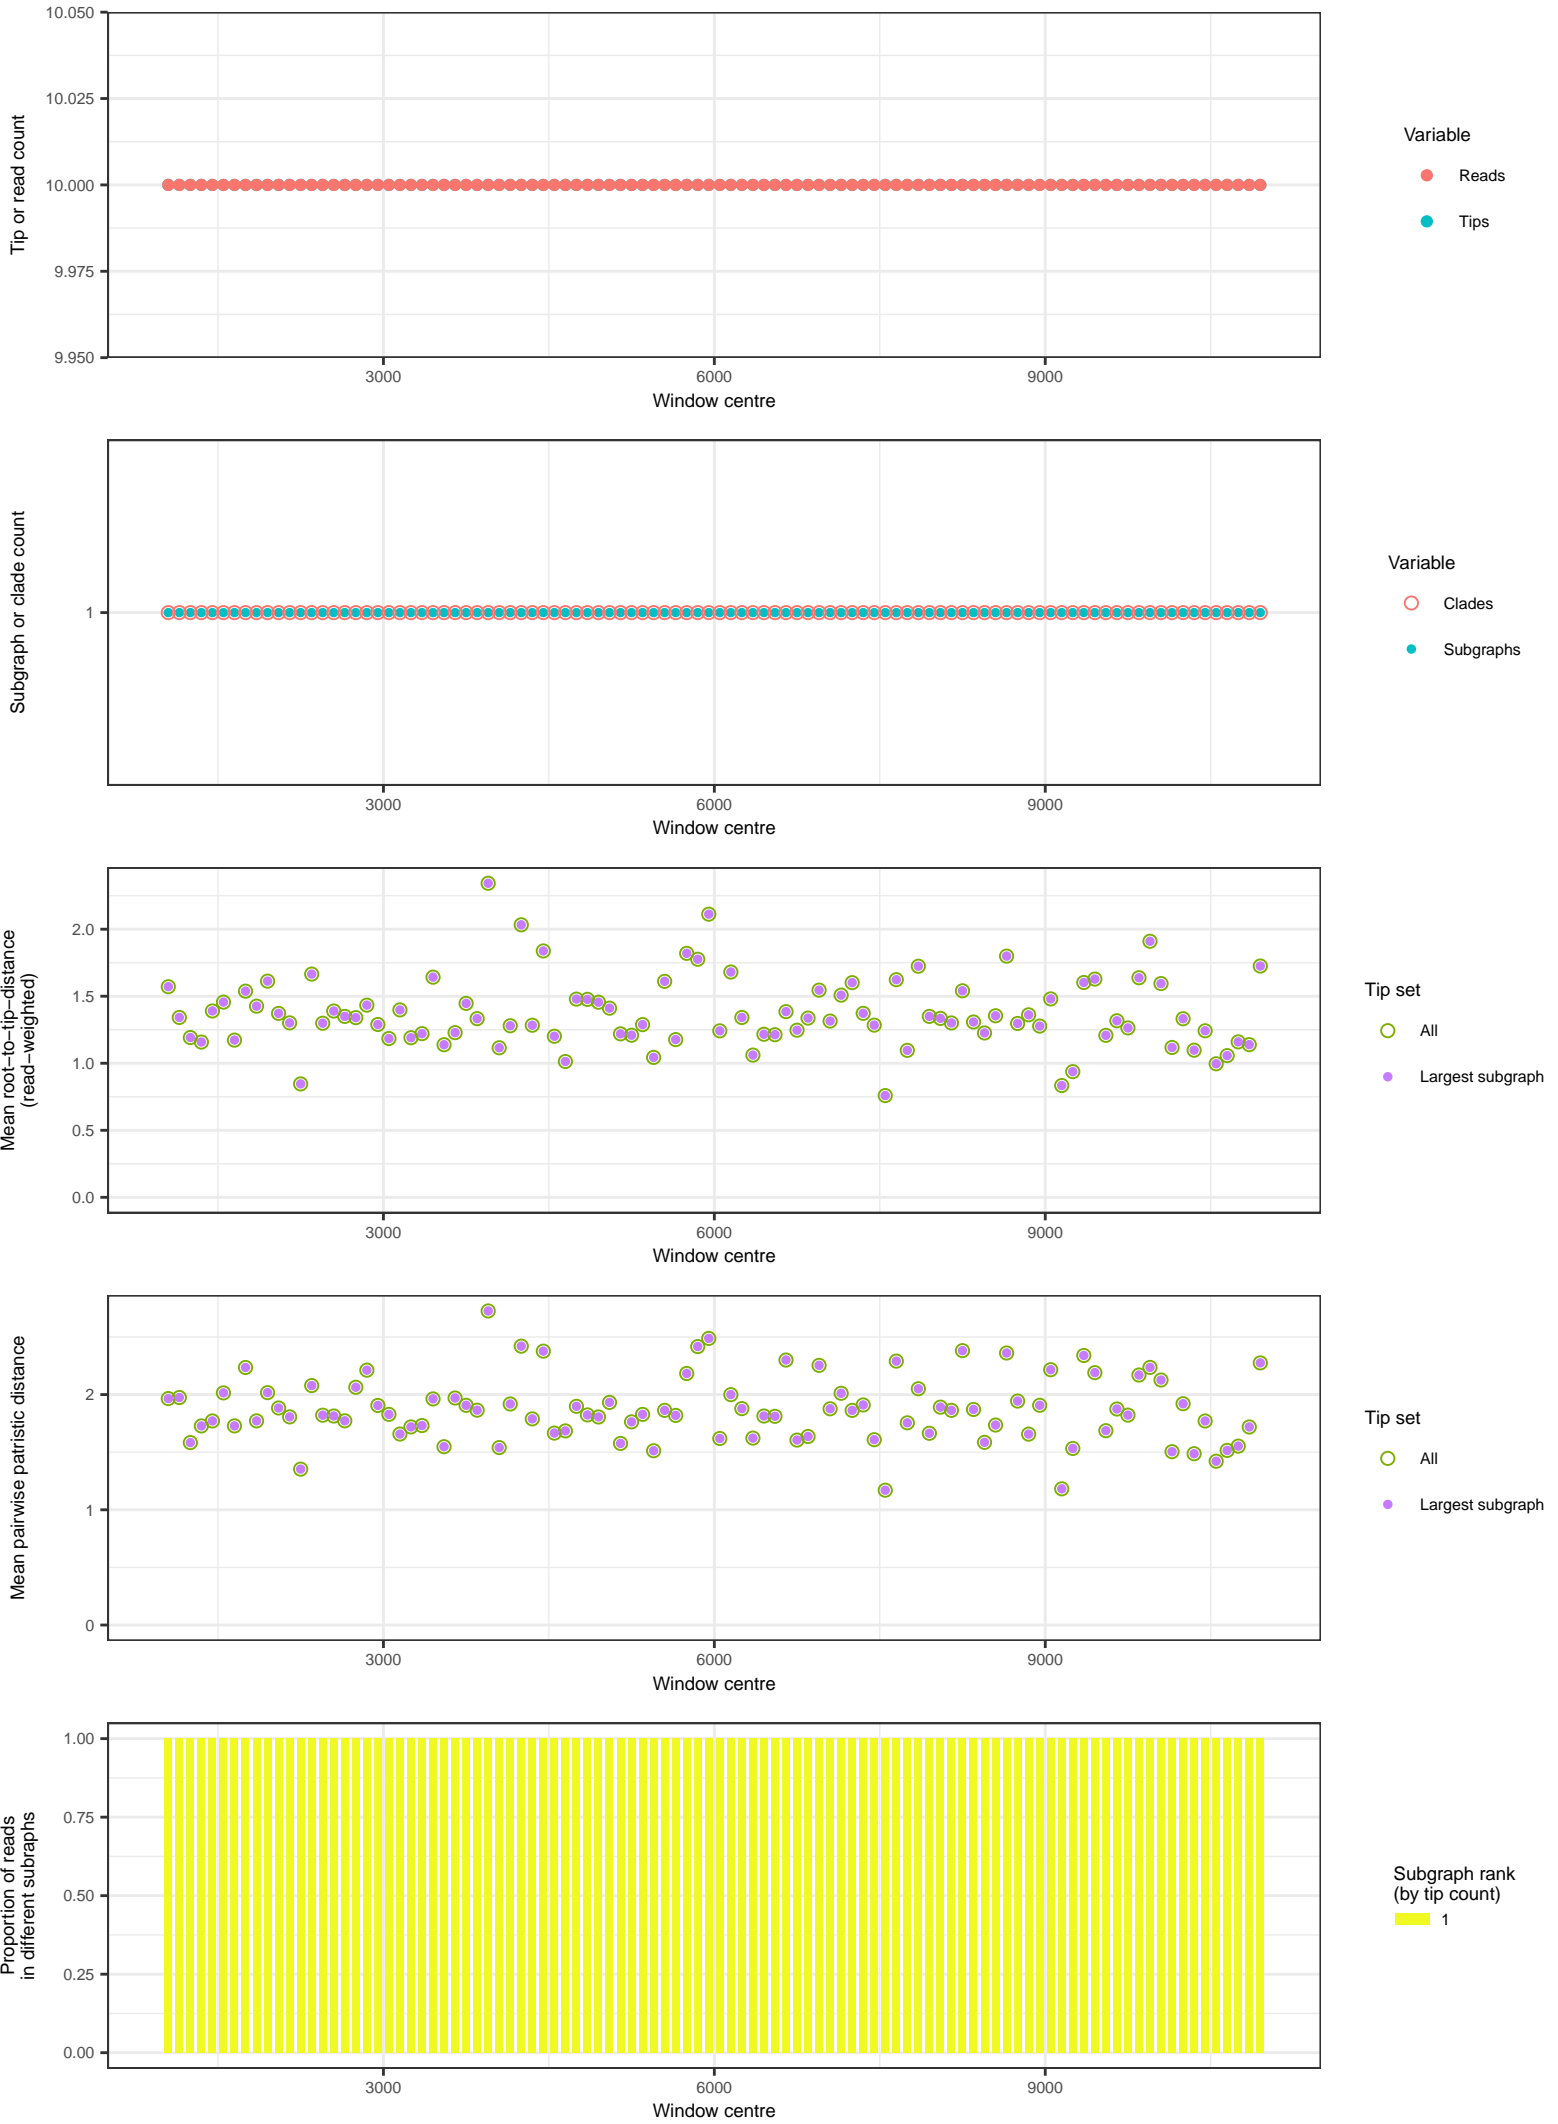 10.050
10.025
10.000
9.975
9.950
Tip or read count
3000
6000
9000
Window centre
Variable
Reads
Tips
1
Subgraph or clade count
3000
6000
9000
Window centre
Variable
Clades
Subgraphs
2.0
1.5
1.0
0.5
0.0
Mean root−to−tip−distance
(read−weighted)
3000
6000
9000
Window centre
Tip set
All
Largest subgraph
2
1
0
Mean pairwise patristic distance
3000
6000
9000
Window centre
Tip set
All
Largest subgraph
1.00
0.75
0.50
0.25
0.00
Proportion of reads
in different subraphs
3000
6000
9000
Window centre
Subgraph rank
(by tip count)
1